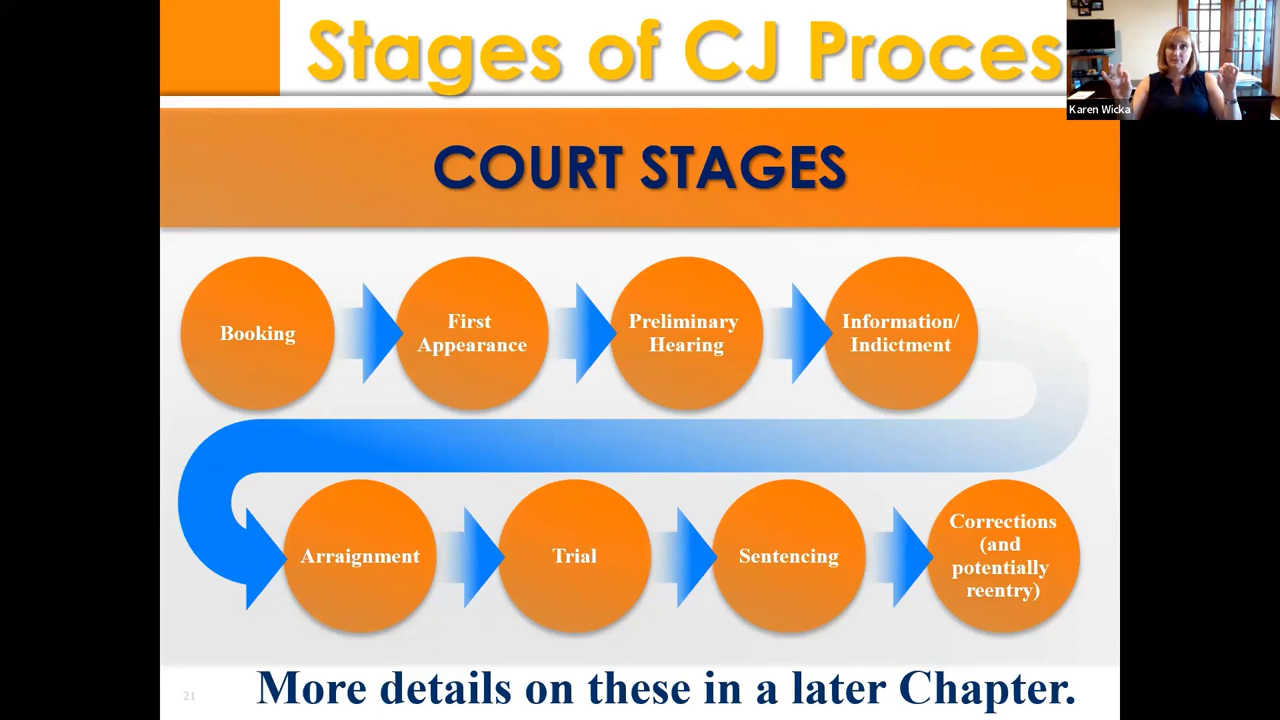 Stages of CJ Proces
Karen Wicka
COURT STAGES
Booking
First
Appearance
Preliminary
Hearing
Information/
Indictment
Arraignment
Trial
Sentencing
Corrections
(and
potentially
reentry)
21
More details on these in a later Chapter.